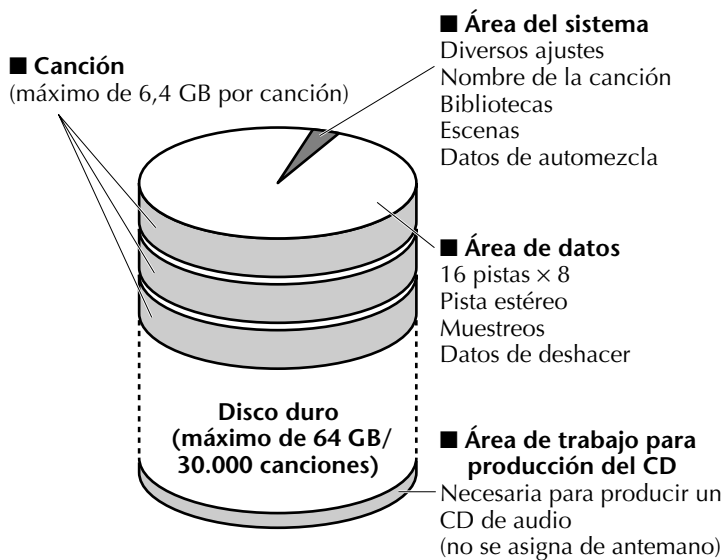 ■ Canción
(máximo de 6,4 GB por canción)
■ Área del sistema
Diversos ajustes
Nombre de la canción
Bibliotecas
Escenas
Datos de automezcla
■ Área de datos
16 pistas × 8
Pista estéreo
Muestreos
Datos de deshacer
Disco duro
(máximo de 64 GB/
30.000 canciones)
■ Área de trabajo para
producción del CD
Necesaria para producir un
CD de audio
(no se asigna de antemano)